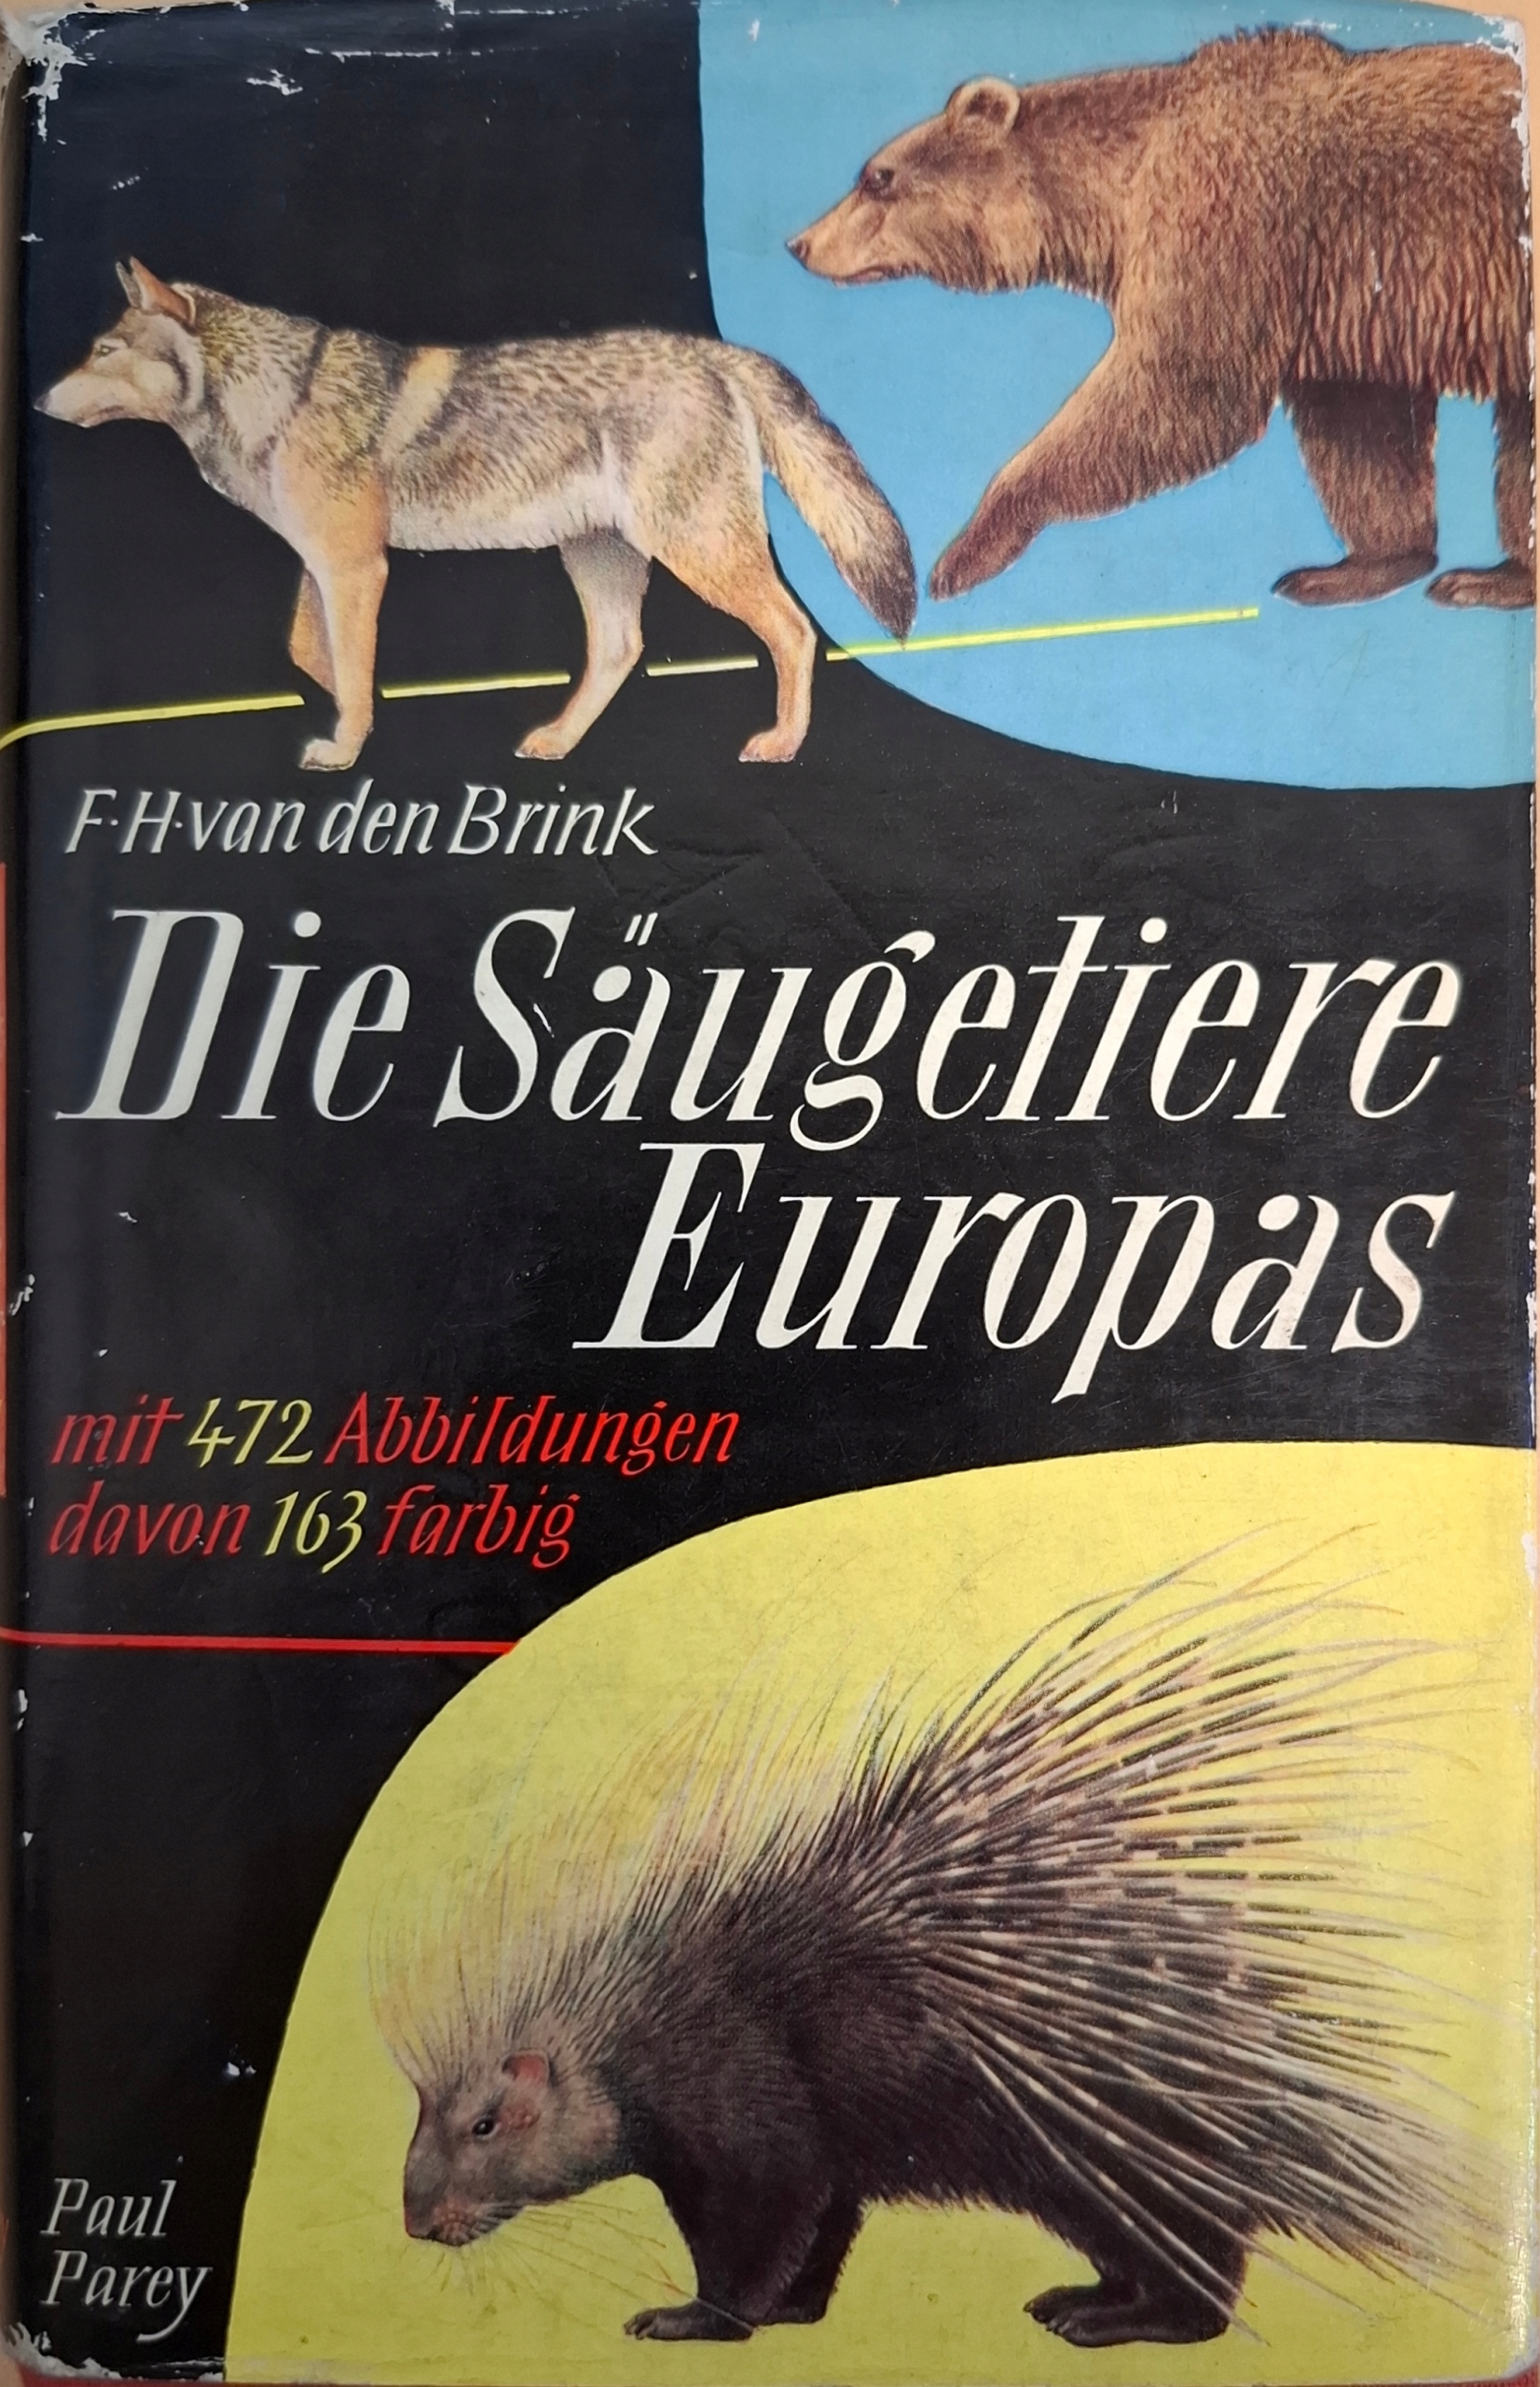 F·H·van den Brink
Die Säugetiere
Europas
mit 472 Abbildungen
davon 163 farbig
Paul
Parey